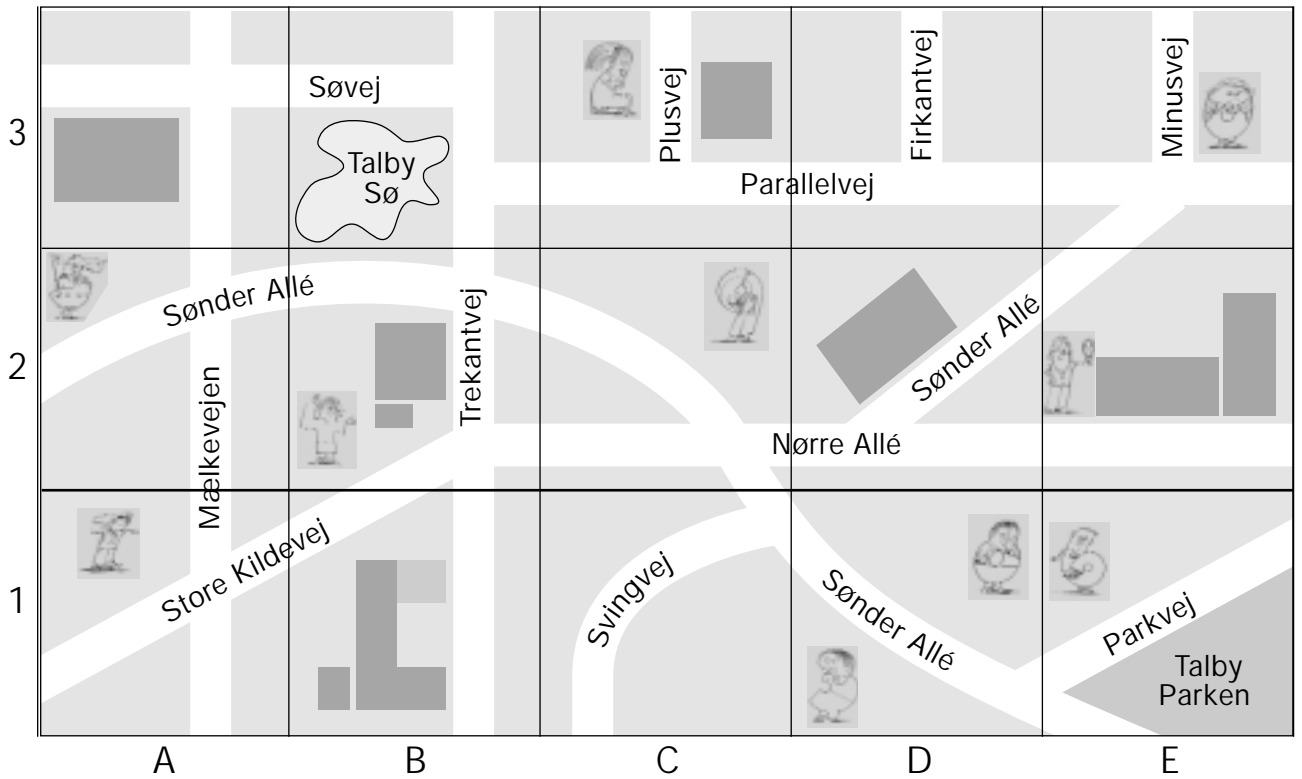 Søvej
Plusvej
Firkantvej
Minusvej
3
Talby
Sø
Parallelvej
Sønder Allé
Trekantvej
Sønder Allé
2
Mælkevejen
Nørre Allé
Store Kildevej
Svingvej
Sønder Allé
Parkvej
1
Talby
Parken
A
B
C
D
E